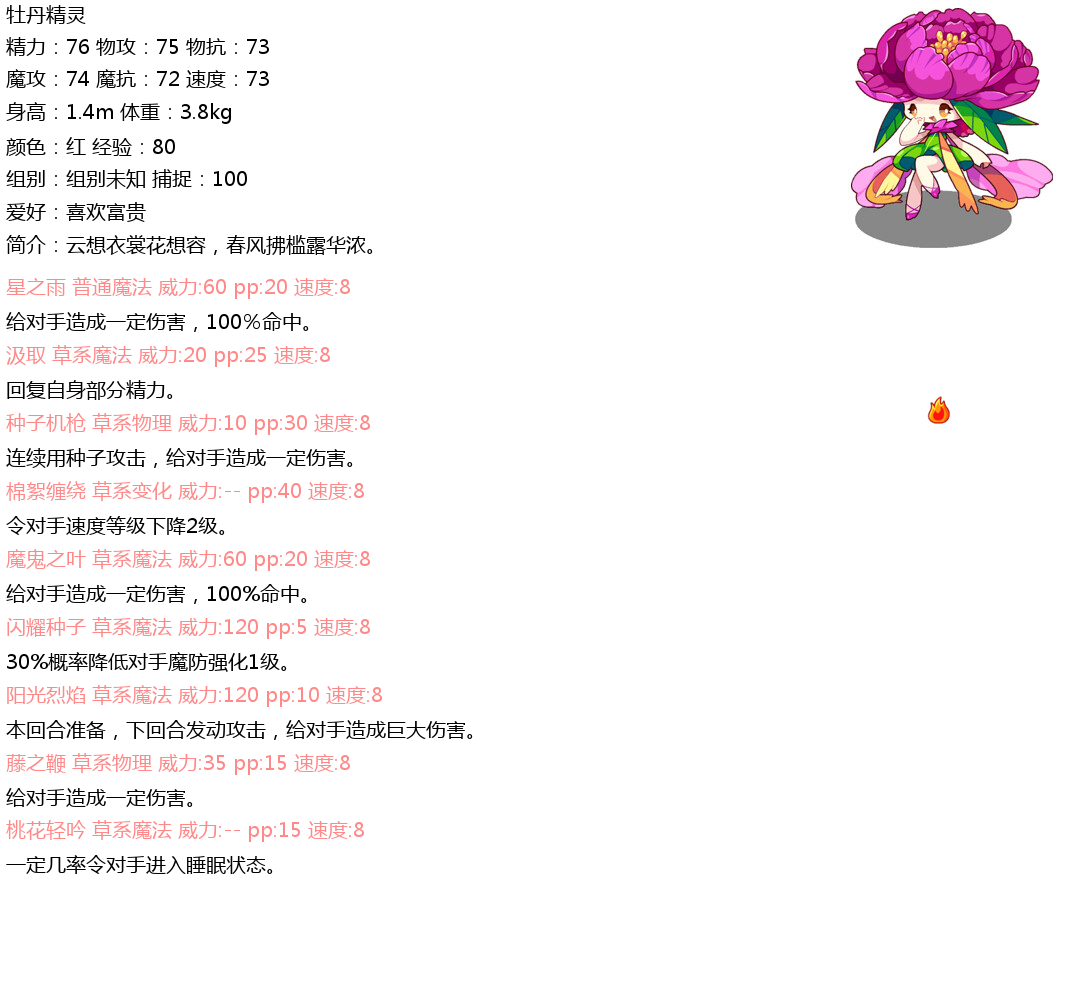 牡丹精灵
精力：76 物攻：75 物抗：73
魔攻：74 魔抗：72 速度：73
身高：1.4m 体重：3.8kg
颜色：红 经验：80
组别：组别未知 捕捉：100
爱好：喜欢富贵
简介：云想衣裳花想容，春风拂槛露华浓。
星之雨 普通魔法 威力:60 pp:20 速度:8
给对手造成一定伤害，100％命中。
汲取 草系魔法 威力:20 pp:25 速度:8
回复自身部分精力。
种子机枪 草系物理 威力:10 pp:30 速度:8
连续用种子攻击，给对手造成一定伤害。
棉絮缠绕 草系变化 威力:-- pp:40 速度:8
令对手速度等级下降2级。
魔鬼之叶 草系魔法 威力:60 pp:20 速度:8
给对手造成一定伤害，100%命中。
闪耀种子 草系魔法 威力:120 pp:5 速度:8
30%概率降低对手魔防强化1级。
阳光烈焰 草系魔法 威力:120 pp:10 速度:8
本回合准备，下回合发动攻击，给对手造成巨大伤害。
藤之鞭 草系物理 威力:35 pp:15 速度:8
给对手造成一定伤害。
桃花轻吟 草系魔法 威力:-- pp:15 速度:8
一定几率令对手进入睡眠状态。